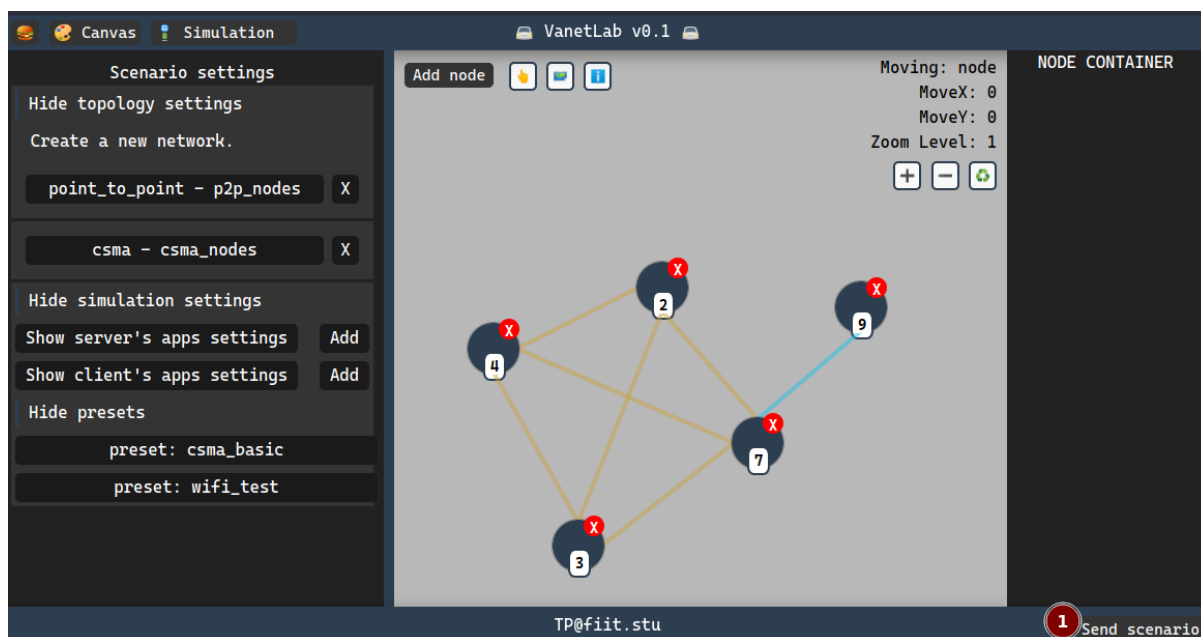 Canvas
Simulation
VanetLab v0.1
Scenario settings
Hide topology settings
Create a new network.
point_to_point - p2p_nodes X
csma - csma_nodes X
Hide simulation settings
Show server's apps settings Add
Show client's apps settings Add
Hide presets
preset: csma_basic
preset: wifi_test
Add node
Moving: node
MoveX: 0
MoveY: 0
Zoom Level: 1
X
2
X
9
X
4
X
7
X
3
NODE CONTAINER
TP@fiit.stu
1
Send scenario